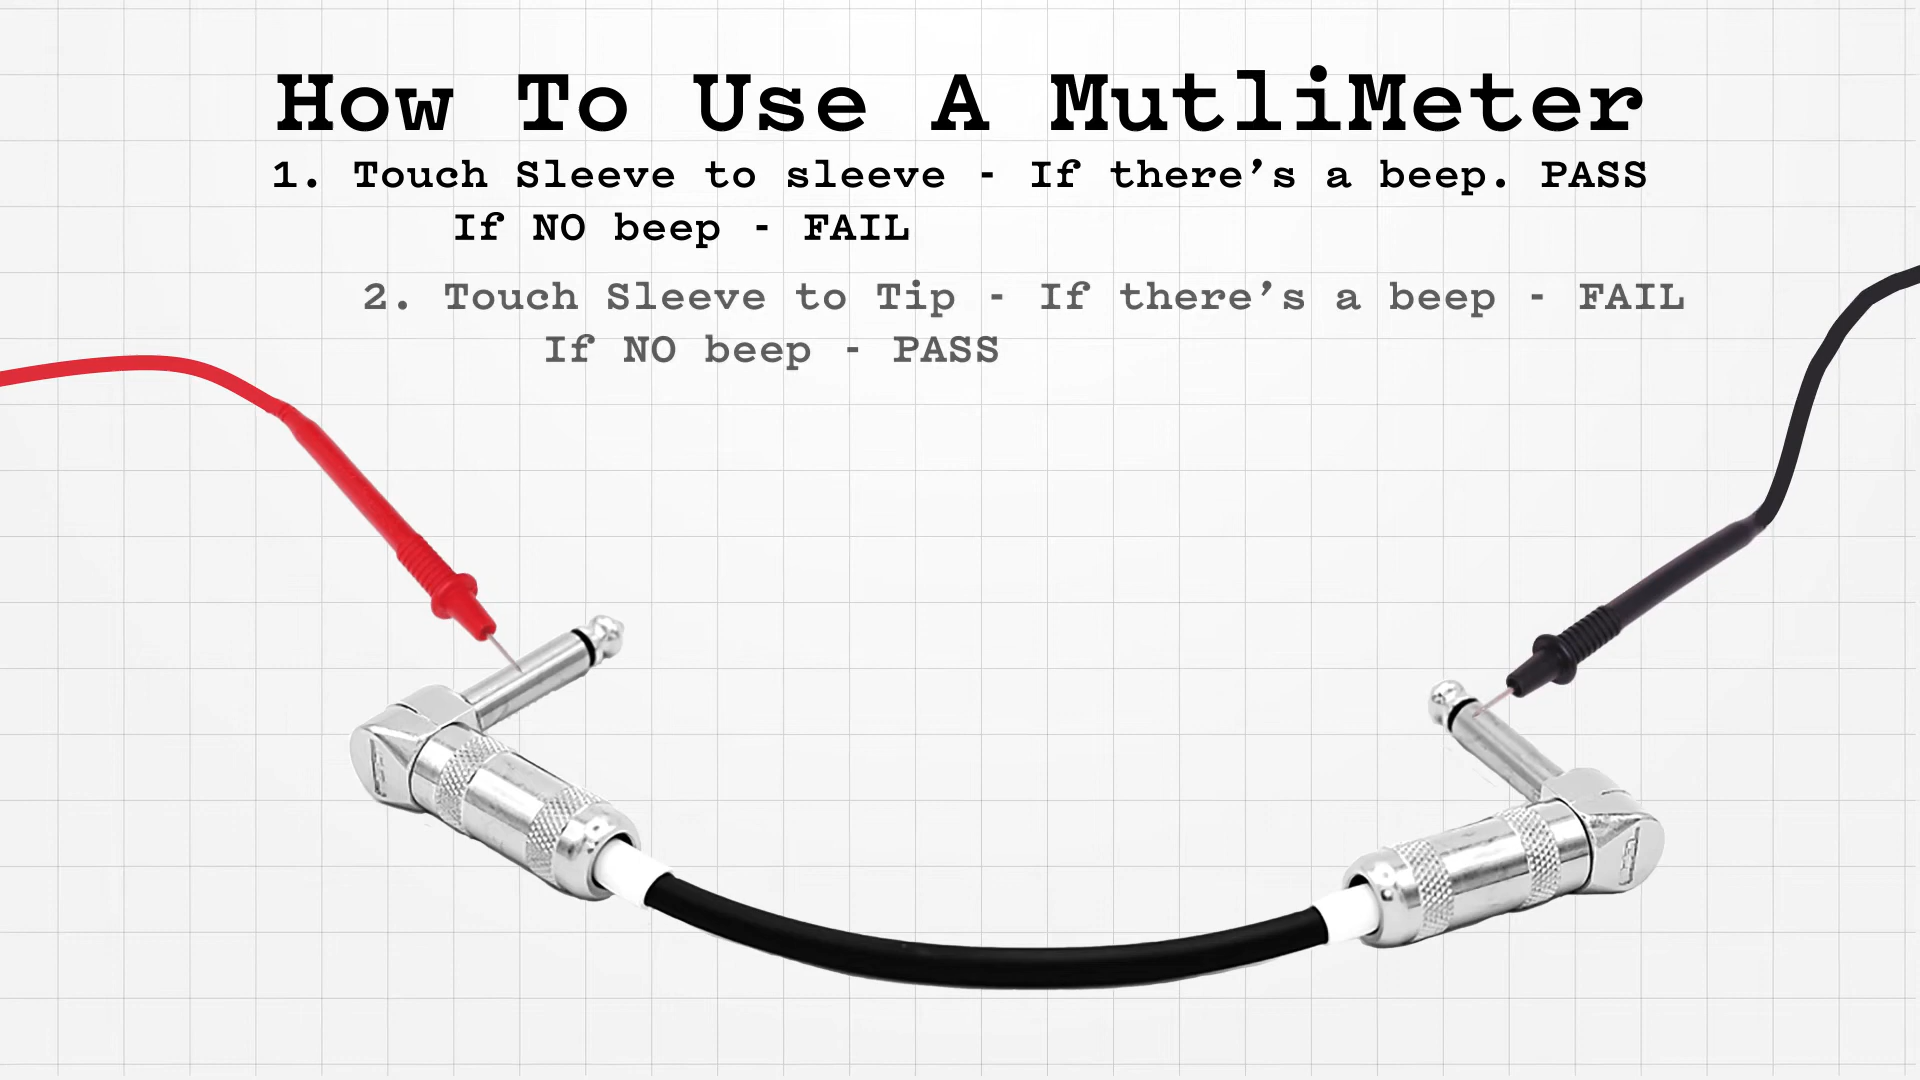 How To Use A MutliMeter
1. Touch Sleeve to sleeve - If there's a beep. PASS
If NO beep - FAIL
2. Touch Sleeve to Tip - If there's a beep - FAIL
If NO beep - PASS